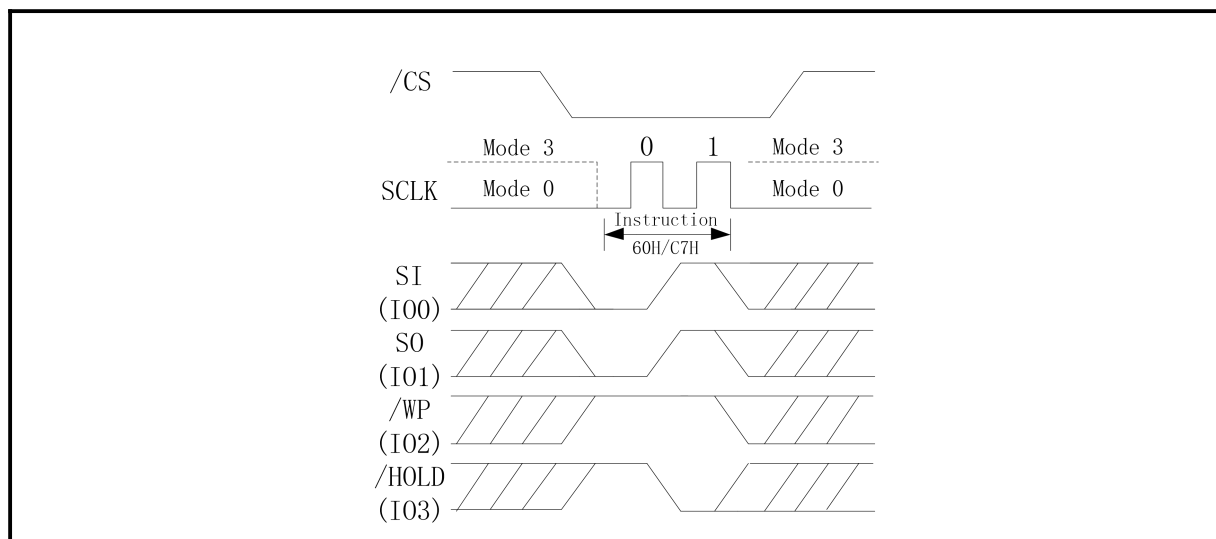 /CS
Mode 3 0 1 Mode 3
SCLK Mode 0 Mode 0
Instruction
60H/C7H
SI
(IO0)
SO
(IO1)
/WP
(IO2)
/HOLD
(IO3)